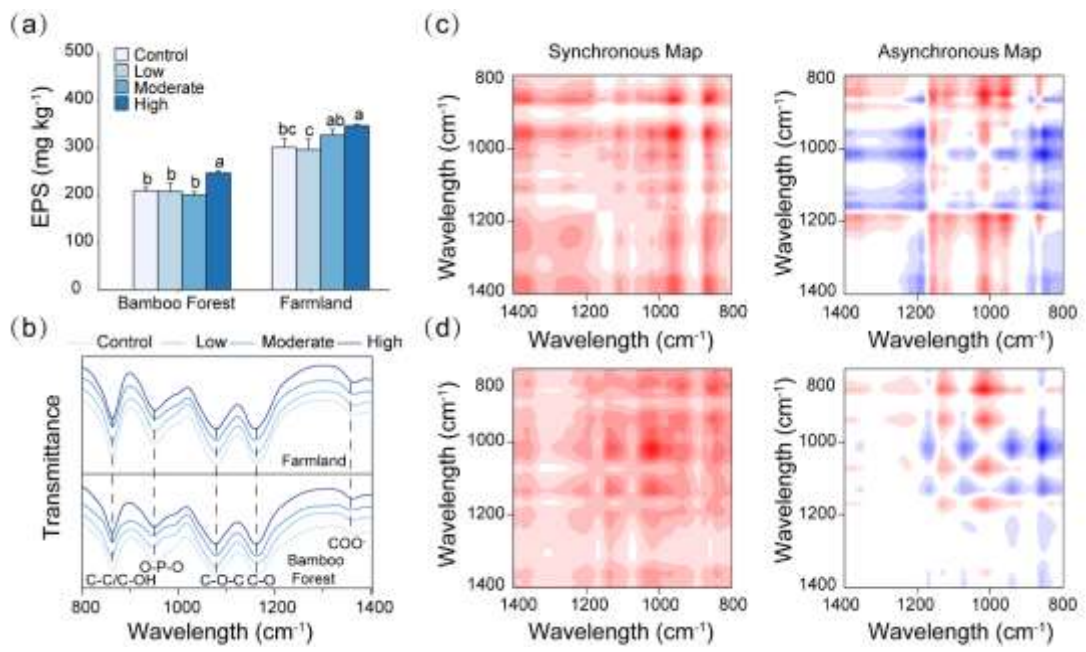 (a)
500
400
300
200
100
0
EPS (mg kg⁻¹)
Control
Low
Moderate
High
b b b a
bc c ab a
Bamboo Forest Farmland
(b)
Control Low Moderate High
Transmittance
Farmland
Bamboo
Forest
C-C/C-OH O-P-O C-O-C C-O COO⁻
800 1000 1200 1400
Wavelength (cm⁻¹)
(c)
Synchronous Map
800
1000
1200
1400
Wavelength (cm⁻¹)
1400 1200 1000 800
Wavelength (cm⁻¹)
Asynchronous Map
800
1000
1200
1400
Wavelength (cm⁻¹)
1400 1200 1000 800
Wavelength (cm⁻¹)
(d)
800
1000
1200
1400
Wavelength (cm⁻¹)
1400 1200 1000 800
Wavelength (cm⁻¹)
800
1000
1200
1400
Wavelength (cm⁻¹)
1400 1200 1000 800
Wavelength (cm⁻¹)